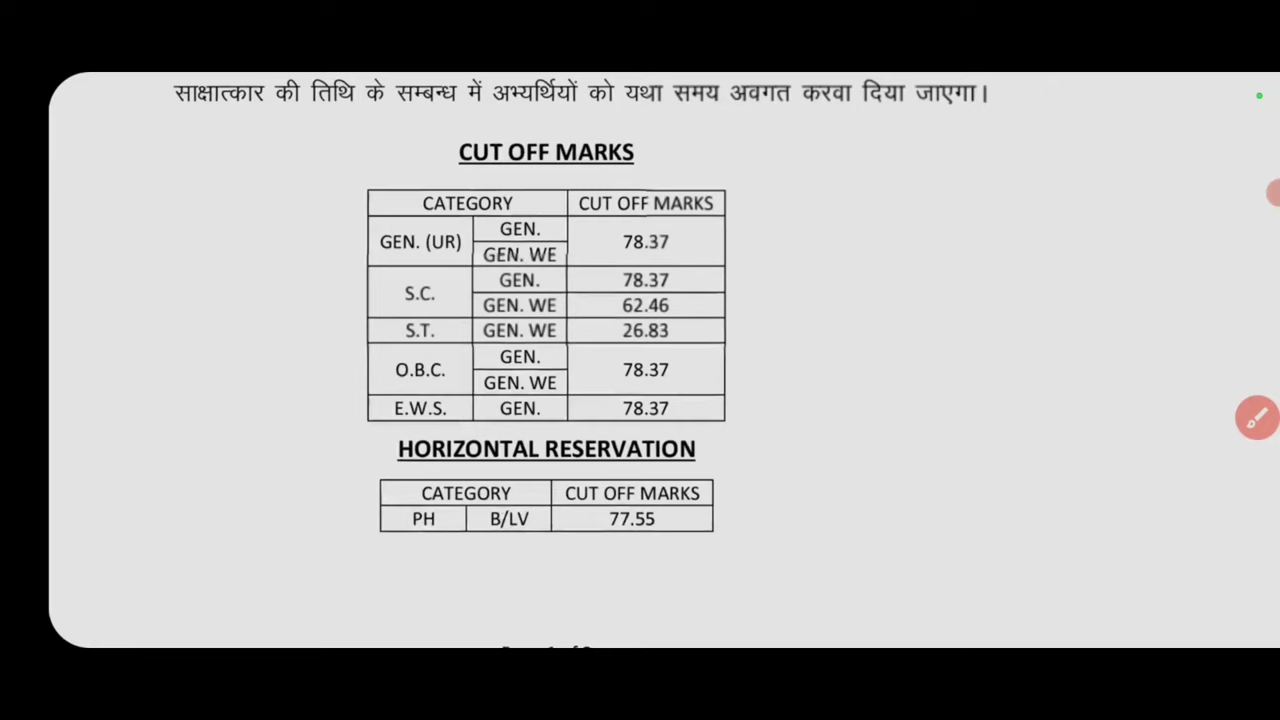 साक्षात्कार की तिथि के सम्बन्ध में अभ्यर्थियों को यथा समय अवगत करवा दिया जाएगा।
CUT OFF MARKS
CATEGORY CUT OFF MARKS
GEN. (UR) GEN. 78.37
GEN. WE
S.C. GEN. 78.37
GEN. WE 62.46
S.T. GEN. WE 26.83
O.B.C. GEN. 78.37
GEN. WE
E.W.S. GEN. 78.37
HORIZONTAL RESERVATION
CATEGORY CUT OFF MARKS
PH B/LV 77.55